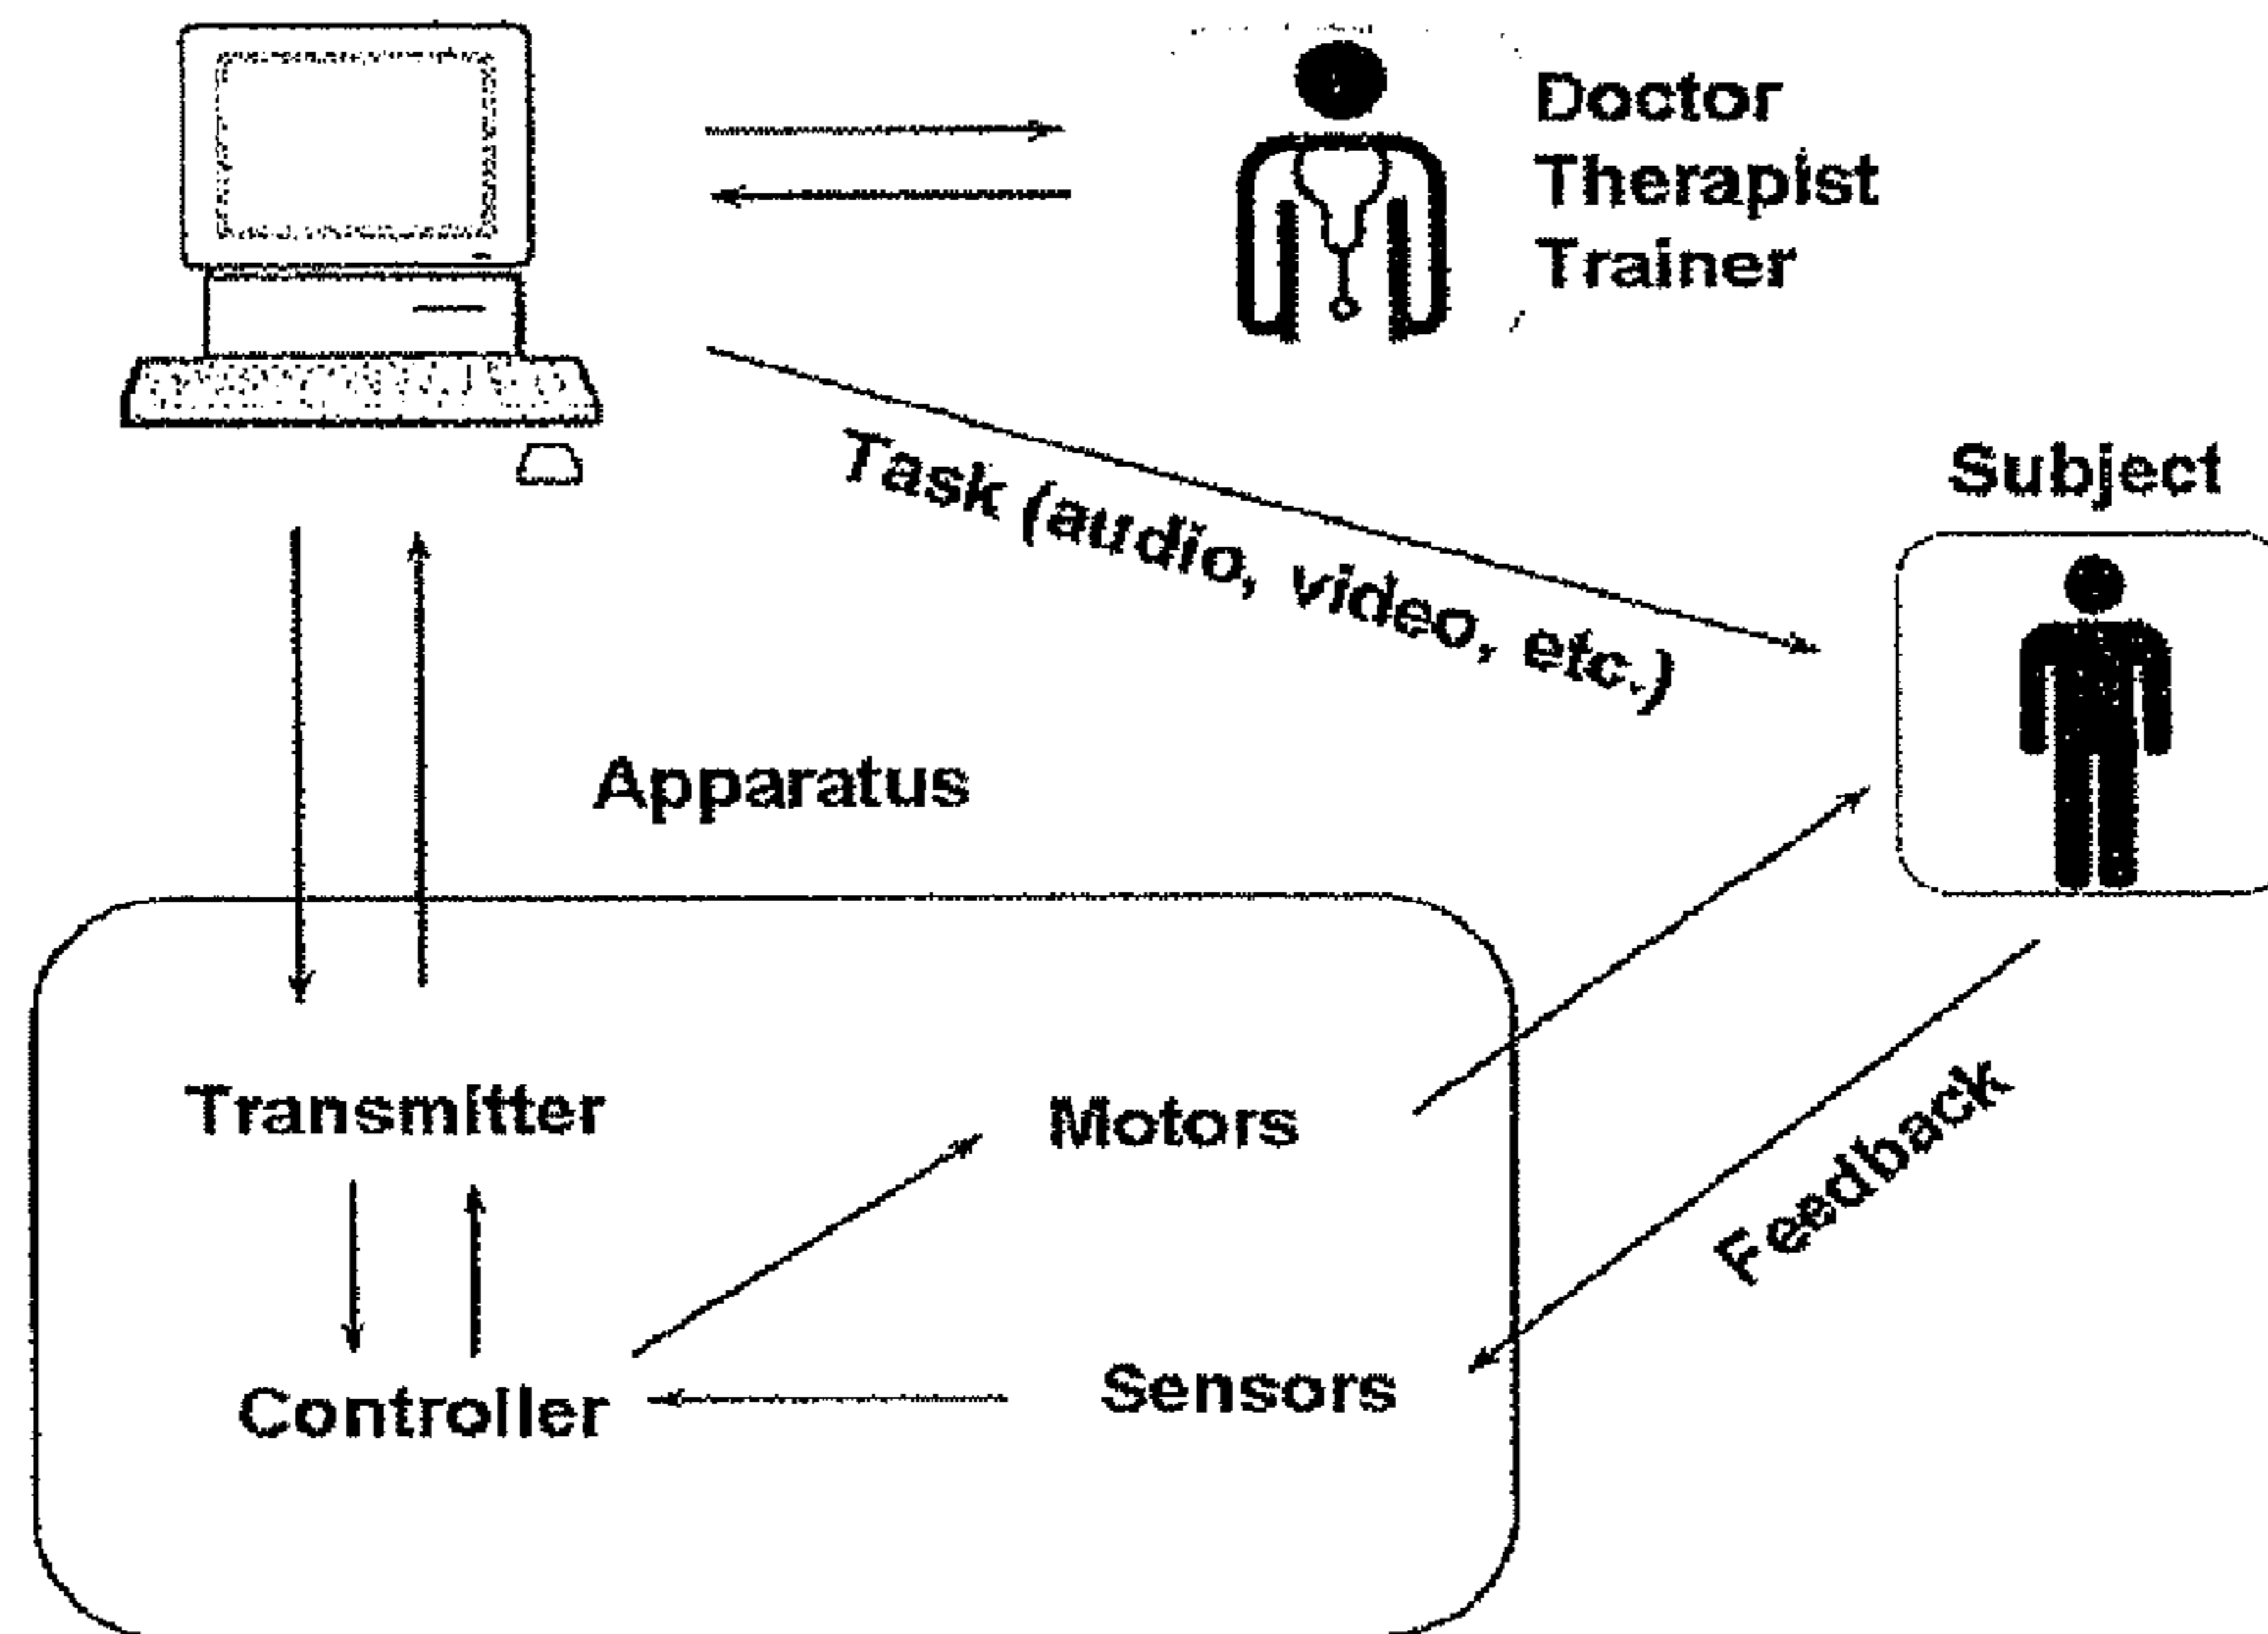 Doctor
Therapist
Trainer
Task (audio, video, etc.)
Subject
Apparatus
Transmitter
Motors
Feedback
Controller
Sensors